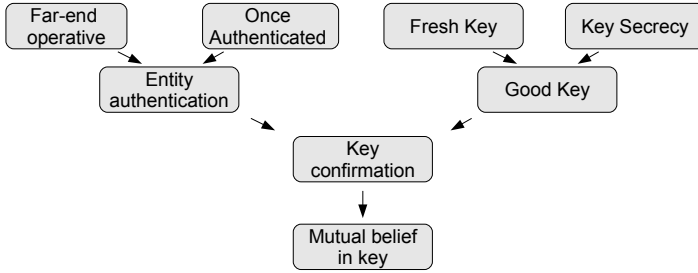 Far-end
operative
Once
Authenticated
Fresh Key
Key Secrecy
Entity
authentication
Good Key
Key
confirmation
Mutual belief
in key